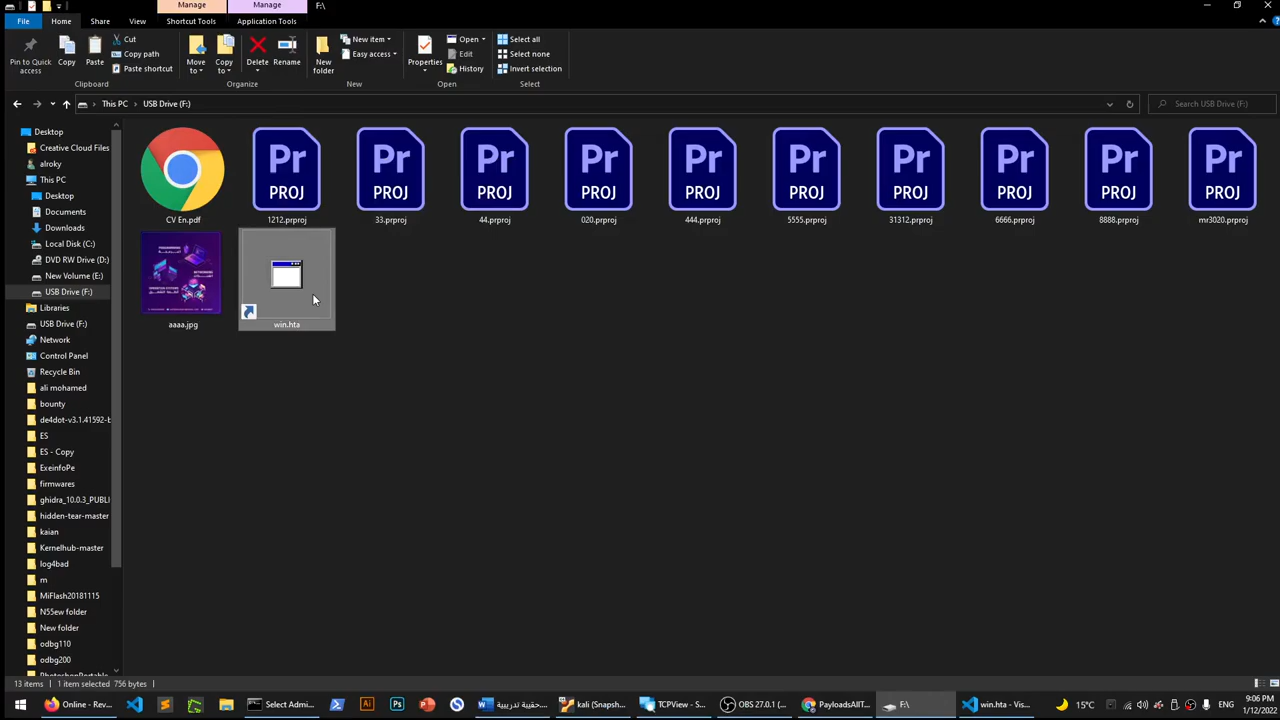 Manage
Manage
F:\
File
Home
Share
View
Shortcut Tools
Application Tools
Pin to Quick access
Copy
Paste
Cut
Copy path
Paste shortcut
Clipboard
Move to
Copy to
Delete
Rename
Organize
New folder
New item
Easy access
New
Properties
Open
Edit
History
Open
Select all
Select none
Invert selection
Select
This PC
USB Drive (F:)
Search USB Drive (F:)
Desktop
Creative Cloud Files
alroky
This PC
Desktop
Documents
Downloads
Local Disk (C:)
DVD RW Drive (D:)
New Volume (E:)
USB Drive (F:)
Libraries
USB Drive (F:)
Network
Control Panel
Recycle Bin
ali mohamed
bounty
de4dot-v3.1.41592-b
ES
ES - Copy
ExeinfoPe
firmwares
ghidra_10.0.3_PUBLI
hidden-tear-master
kaian
Kernelhub-master
log4bad
m
MiFlash20181115
N55ew folder
New folder
odbg110
odbg200
Pr PROJ
Pr PROJ
Pr PROJ
Pr PROJ
Pr PROJ
Pr PROJ
Pr PROJ
Pr PROJ
Pr PROJ
Pr PROJ
CV En.pdf
1212.prproj
33.prproj
44.prproj
020.prproj
444.prproj
5555.prproj
31312.prproj
6666.prproj
8888.prproj
mr3020.prproj
PROGRAMMING
NETWORKING
aaaa.jpg
win.hta
13 items
1 item selected 756 bytes
Online - Rev...
Select Admi...
حقيبة تدريبية...
kali (Snapsh...
TCPView - S...
OBS 27.0.1 (...
PayloadsAllT...
F:\
win.hta - Vis...
15°C
9:06 PM
1/12/2022